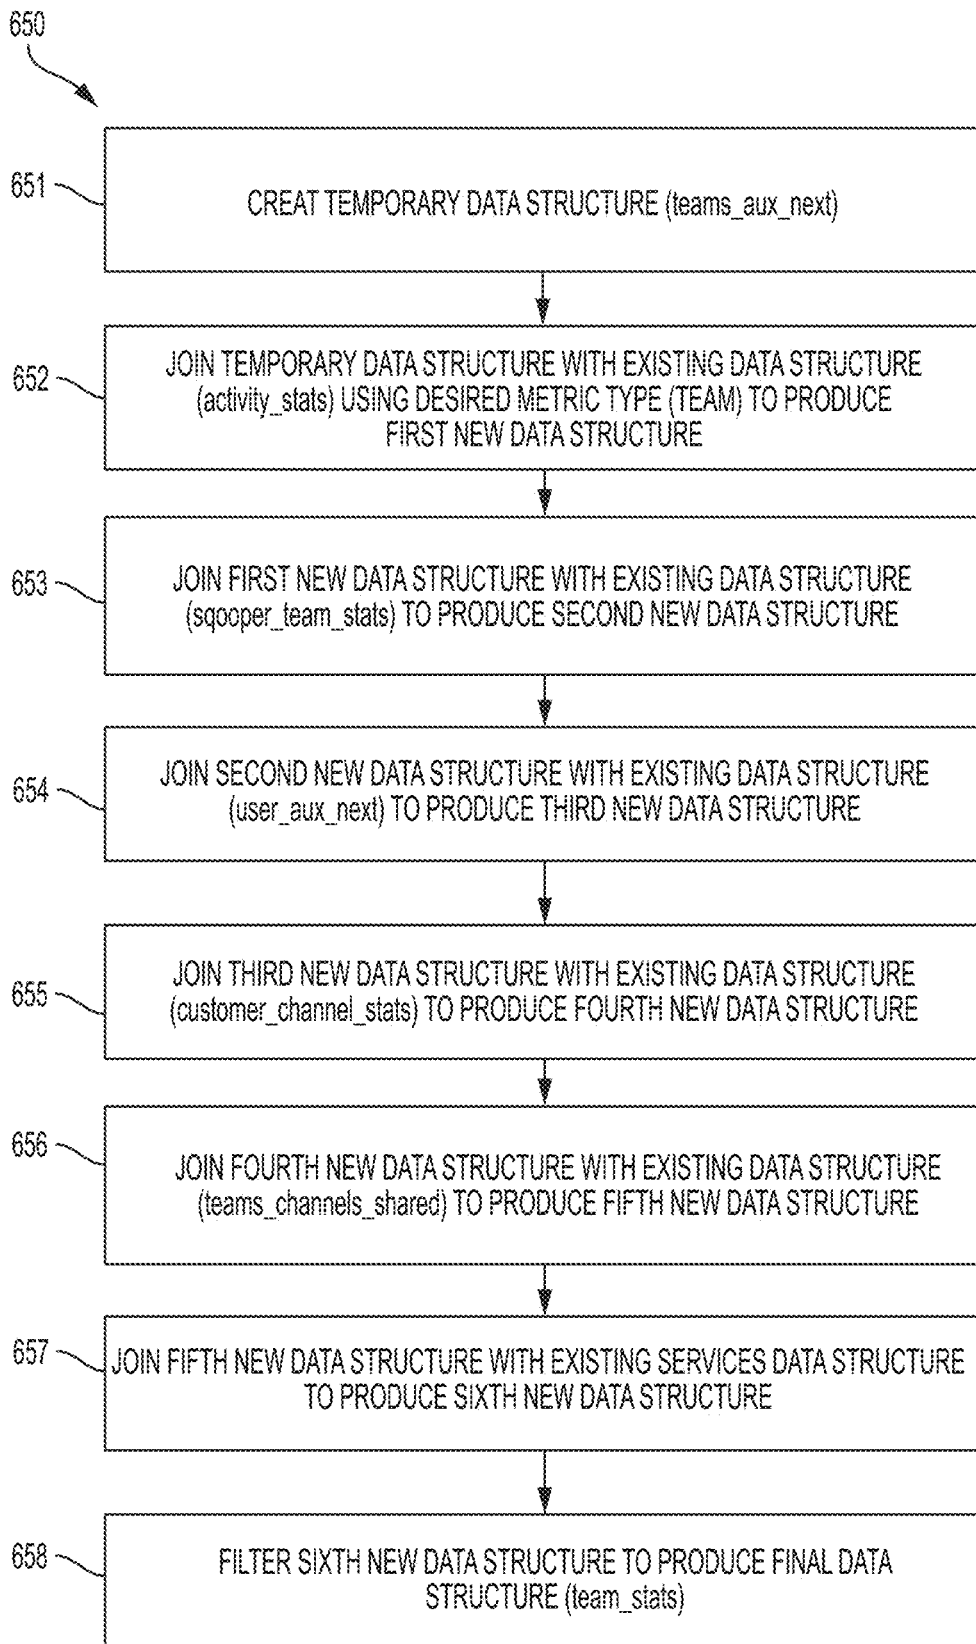 650
651
CREAT TEMPORARY DATA STRUCTURE (teams_aux_next)
652
JOIN TEMPORARY DATA STRUCTURE WITH EXISTING DATA STRUCTURE
(activity_stats) USING DESIRED METRIC TYPE (TEAM) TO PRODUCE
FIRST NEW DATA STRUCTURE
653
JOIN FIRST NEW DATA STRUCTURE WITH EXISTING DATA STRUCTURE
(sqooper_team_stats) TO PRODUCE SECOND NEW DATA STRUCTURE
654
JOIN SECOND NEW DATA STRUCTURE WITH EXISTING DATA STRUCTURE
(user_aux_next) TO PRODUCE THIRD NEW DATA STRUCTURE
655
JOIN THIRD NEW DATA STRUCTURE WITH EXISTING DATA STRUCTURE
(customer_channel_stats) TO PRODUCE FOURTH NEW DATA STRUCTURE
656
JOIN FOURTH NEW DATA STRUCTURE WITH EXISTING DATA STRUCTURE
(teams_channels_shared) TO PRODUCE FIFTH NEW DATA STRUCTURE
657
JOIN FIFTH NEW DATA STRUCTURE WITH EXISTING SERVICES DATA STRUCTURE
TO PRODUCE SIXTH NEW DATA STRUCTURE
658
FILTER SIXTH NEW DATA STRUCTURE TO PRODUCE FINAL DATA
STRUCTURE (team_stats)